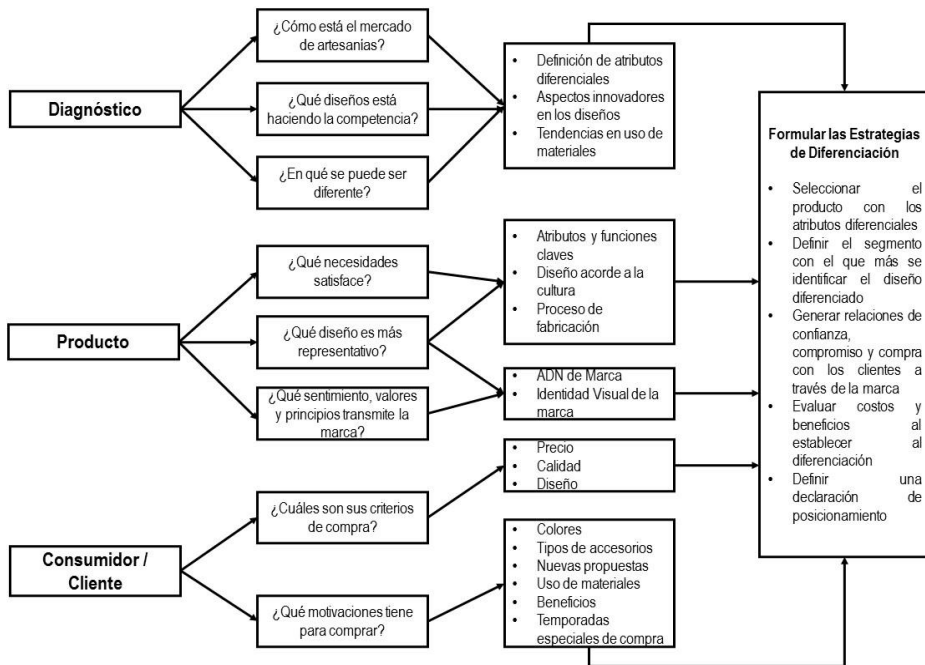 Diagnóstico
¿Cómo está el mercado
de artesanías?
¿Qué diseños está
haciendo la competencia?
¿En qué se puede ser
diferente?
• Definición de atributos
diferenciales
• Aspectos innovadores
en los diseños
• Tendencias en uso de
materiales
Producto
¿Qué necesidades
satisface?
¿Qué diseño es más
representativo?
¿Qué sentimiento, valores
y principios transmite la
marca?
• Atributos y funciones
claves
• Diseño acorde a la
cultura
• Proceso de
fabricación
• ADN de Marca
• Identidad Visual de la
marca
Consumidor /
Cliente
¿Cuáles son sus criterios
de compra?
¿Qué motivaciones tiene
para comprar?
• Precio
• Calidad
• Diseño
• Colores
• Tipos de accesorios
• Nuevas propuestas
• Uso de materiales
• Beneficios
• Temporadas
especiales de compra
Formular las Estrategias
de Diferenciación
• Seleccionar el
producto con los
atributos diferenciales
• Definir el segmento
con el que más se
identificar el diseño
diferenciado
• Generar relaciones de
confianza,
compromiso y compra
con los clientes a
través de la marca
• Evaluar costos y
beneficios al
establecer al
diferenciación
• Definir una
declaración de
posicionamiento